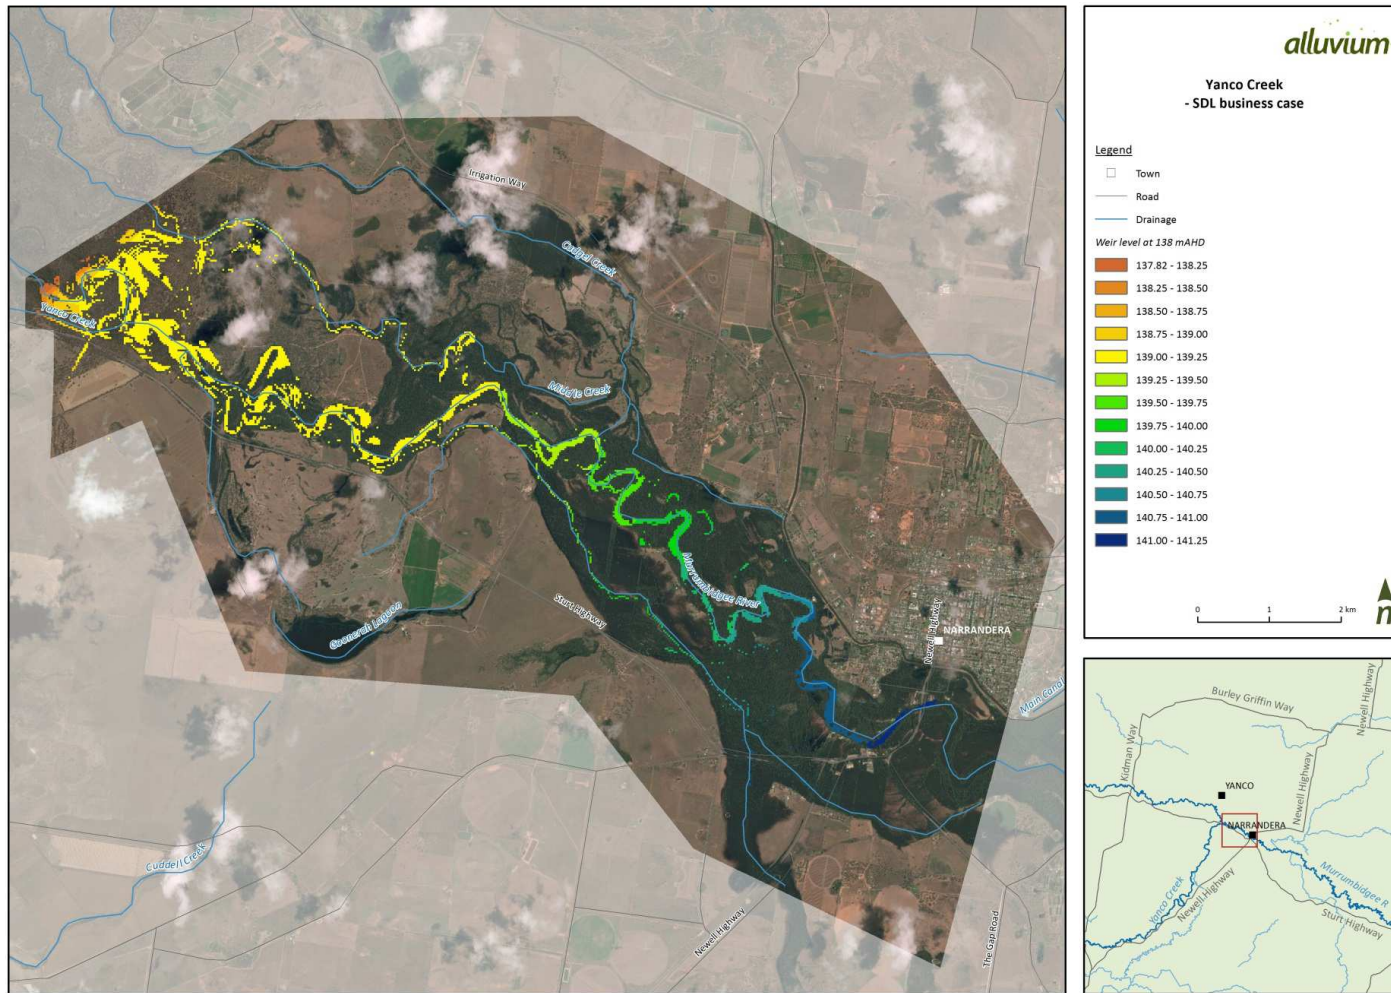 Irrigation Way
Cudgel Creek
Yanco Creek
Middle Creek
Murrumbidgee River
Sturt Highway
Gooneruh Lagoon
Newell Highway
NARRANDERA
Main Canal
Cuddell Creek
Newell Highway
The Gap Road
alluvium
Yanco Creek
- SDL business case
Legend
Town
Road
Drainage
Weir level at 138 mAHD
137.82 - 138.25
138.25 - 138.50
138.50 - 138.75
138.75 - 139.00
139.00 - 139.25
139.25 - 139.50
139.50 - 139.75
139.75 - 140.00
140.00 - 140.25
140.25 - 140.50
140.50 - 140.75
140.75 - 141.00
141.00 - 141.25
0 1 2 km
n
Burley Griffin Way
Newell Highway
Kidman Way
YANCO
Newell Highway
NARRANDERA
Murrumbidgee R
Yanco Creek
Newell Highway
Sturt Highway